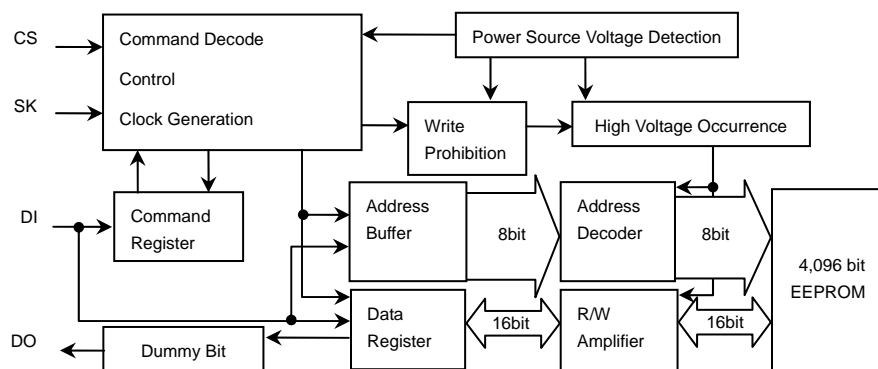 CS
Command Decode
Control
Clock Generation
SK
Power Source Voltage Detection
Write
Prohibition
High Voltage Occurrence
DI
Command
Register
Address
Buffer
8bit
Address
Decoder
8bit
4,096 bit
EEPROM
Data
Register
16bit
R/W
Amplifier
16bit
DO
Dummy Bit